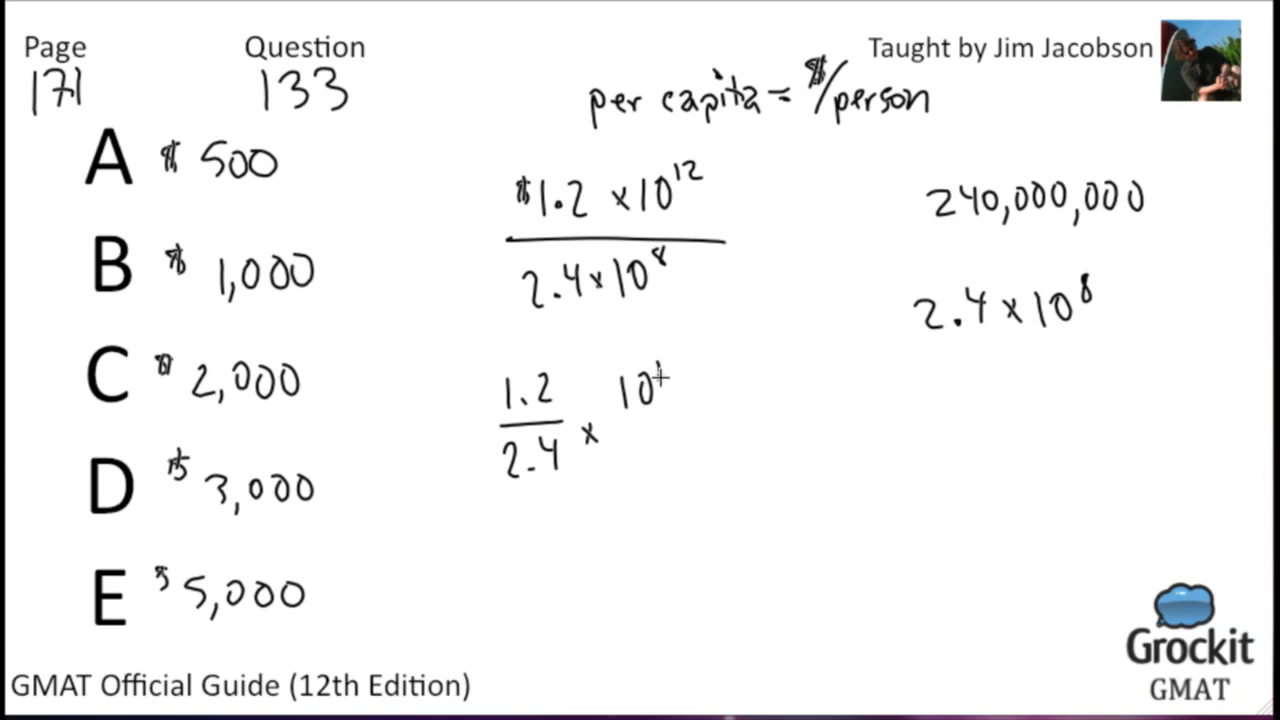 Page Question Taught by Jim Jacobson
171 133
per capita = $/person
A $ 500
B $ 1,000
C $ 2,000
D $ 3,000
E $ 5,000
$1.2 × 10^12
2.4 × 10^8
1.2
2.4 × 10^4
240,000,000
2.4 × 10^8
Grockit
GMAT
GMAT Official Guide (12th Edition)